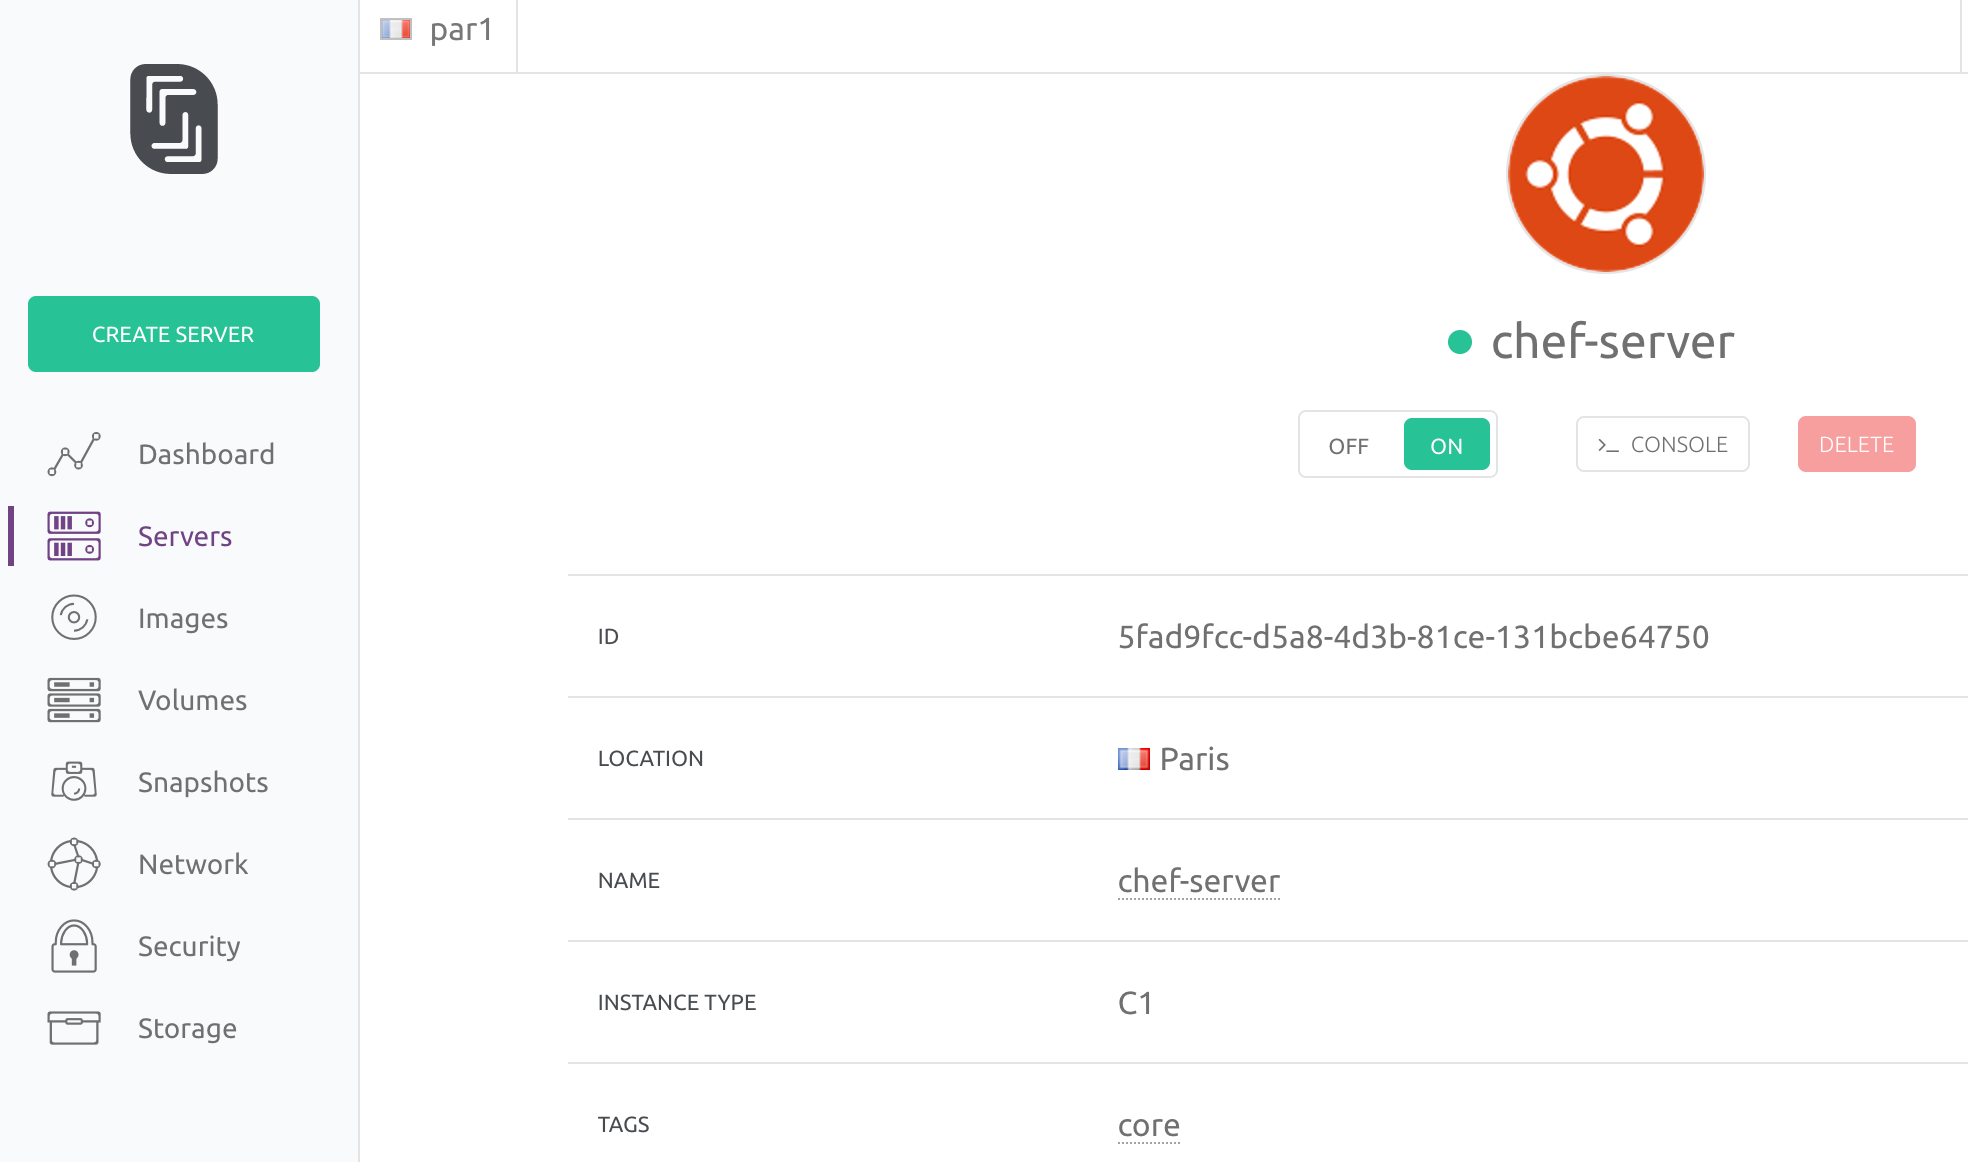 par1
CREATE SERVER
Dashboard
Servers
Images
Volumes
Snapshots
Network
Security
Storage
chef-server
OFF ON >_ CONSOLE DELETE
ID 5fad9fcc-d5a8-4d3b-81ce-131bcbe64750
LOCATION Paris
NAME chef-server
INSTANCE TYPE C1
TAGS core